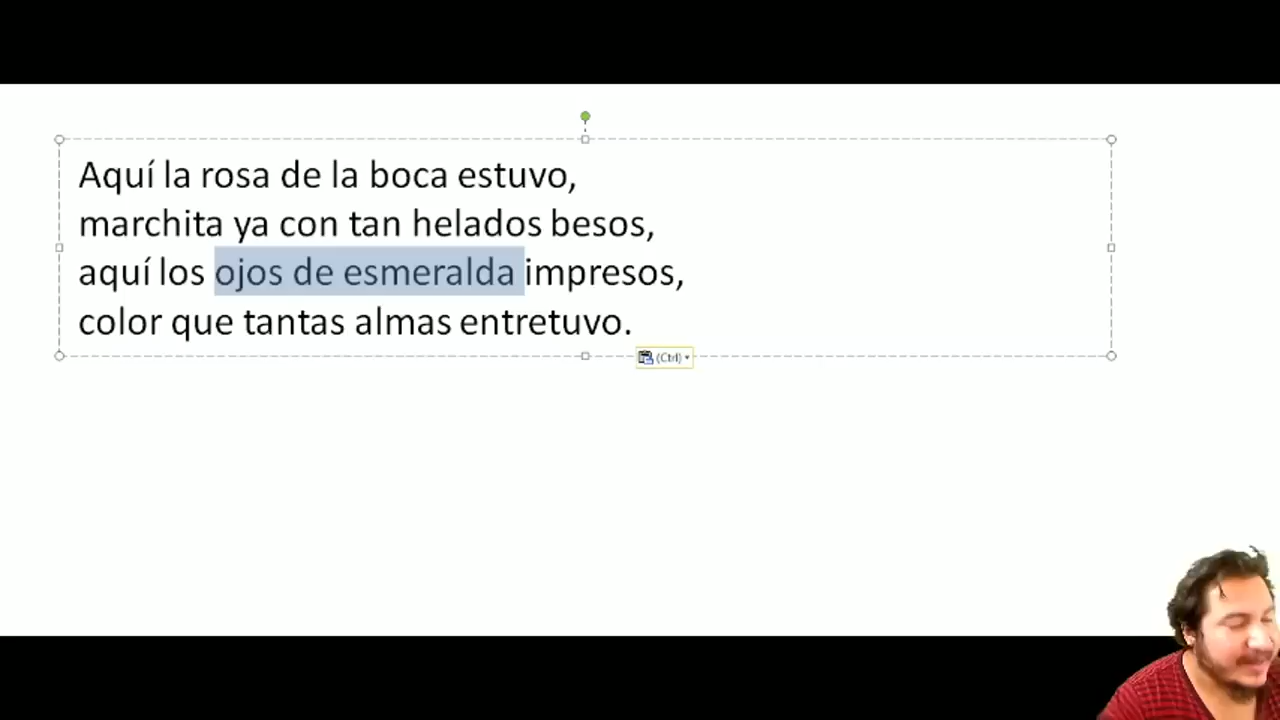 Aquí la rosa de la boca estuvo,
marchita ya con tan helados besos,
aquí los ojos de esmeralda impresos,
color que tantas almas entretuvo.
(Ctrl)